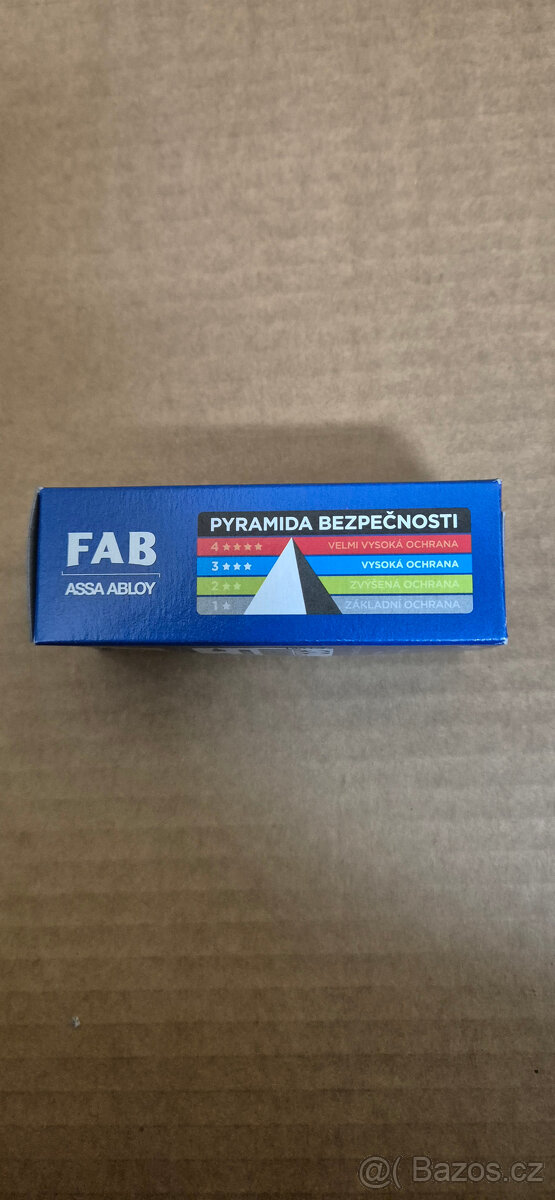 FAB
ASSA ABLOY
PYRAMIDA BEZPEČNOSTI
4 ★★★★ VELMI VYSOKÁ OCHRANA
3 ★★★ VYSOKÁ OCHRANA
2 ★★ ZVÝŠENÁ OCHRANA
1 ★ ZÁKLADNÍ OCHRANA
@( Bazos.cz